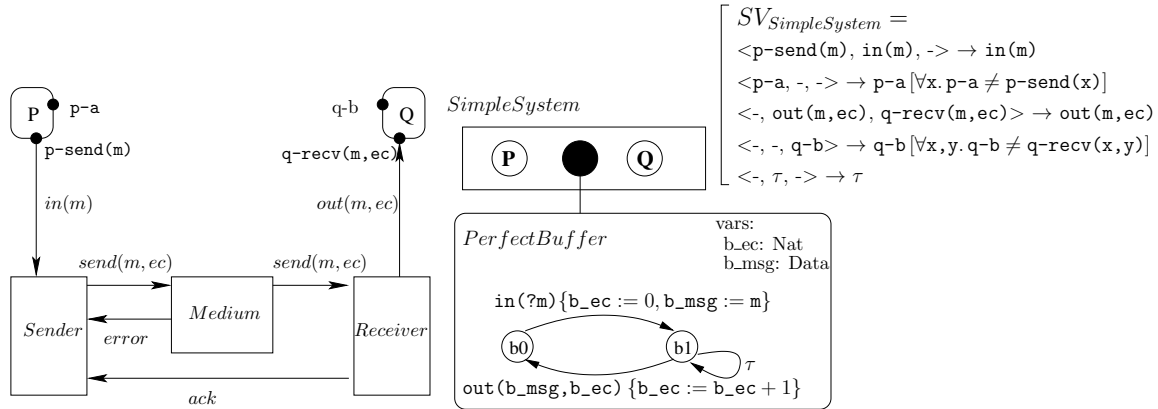 P
p-a
p-send(m)
in(m)
q-b
Q
q-recv(m,ec)
out(m, ec)
send(m, ec)
send(m, ec)
Sender
Medium
Receiver
error
ack
SimpleSystem
P
Q
PerfectBuffer
vars:
b_ec: Nat
b_msg: Data
in(?m){b_ec := 0, b_msg := m}
b0
b1
τ
out(b_msg,b_ec) {b_ec := b_ec + 1}
SV_SimpleSystem =
<p-send(m), in(m), -> → in(m)
<p-a, -, -> → p-a [∀x. p-a ≠ p-send(x)]
<-, out(m,ec), q-recv(m,ec)> → out(m,ec)
<-, -, q-b> → q-b [∀x,y. q-b ≠ q-recv(x,y)]
<-, τ, -> → τ